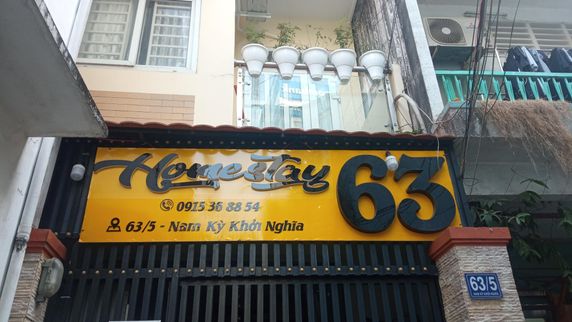 Homestay 63
0915 36 88 54
63/5 - Nam Kỳ Khởi Nghĩa
63/5